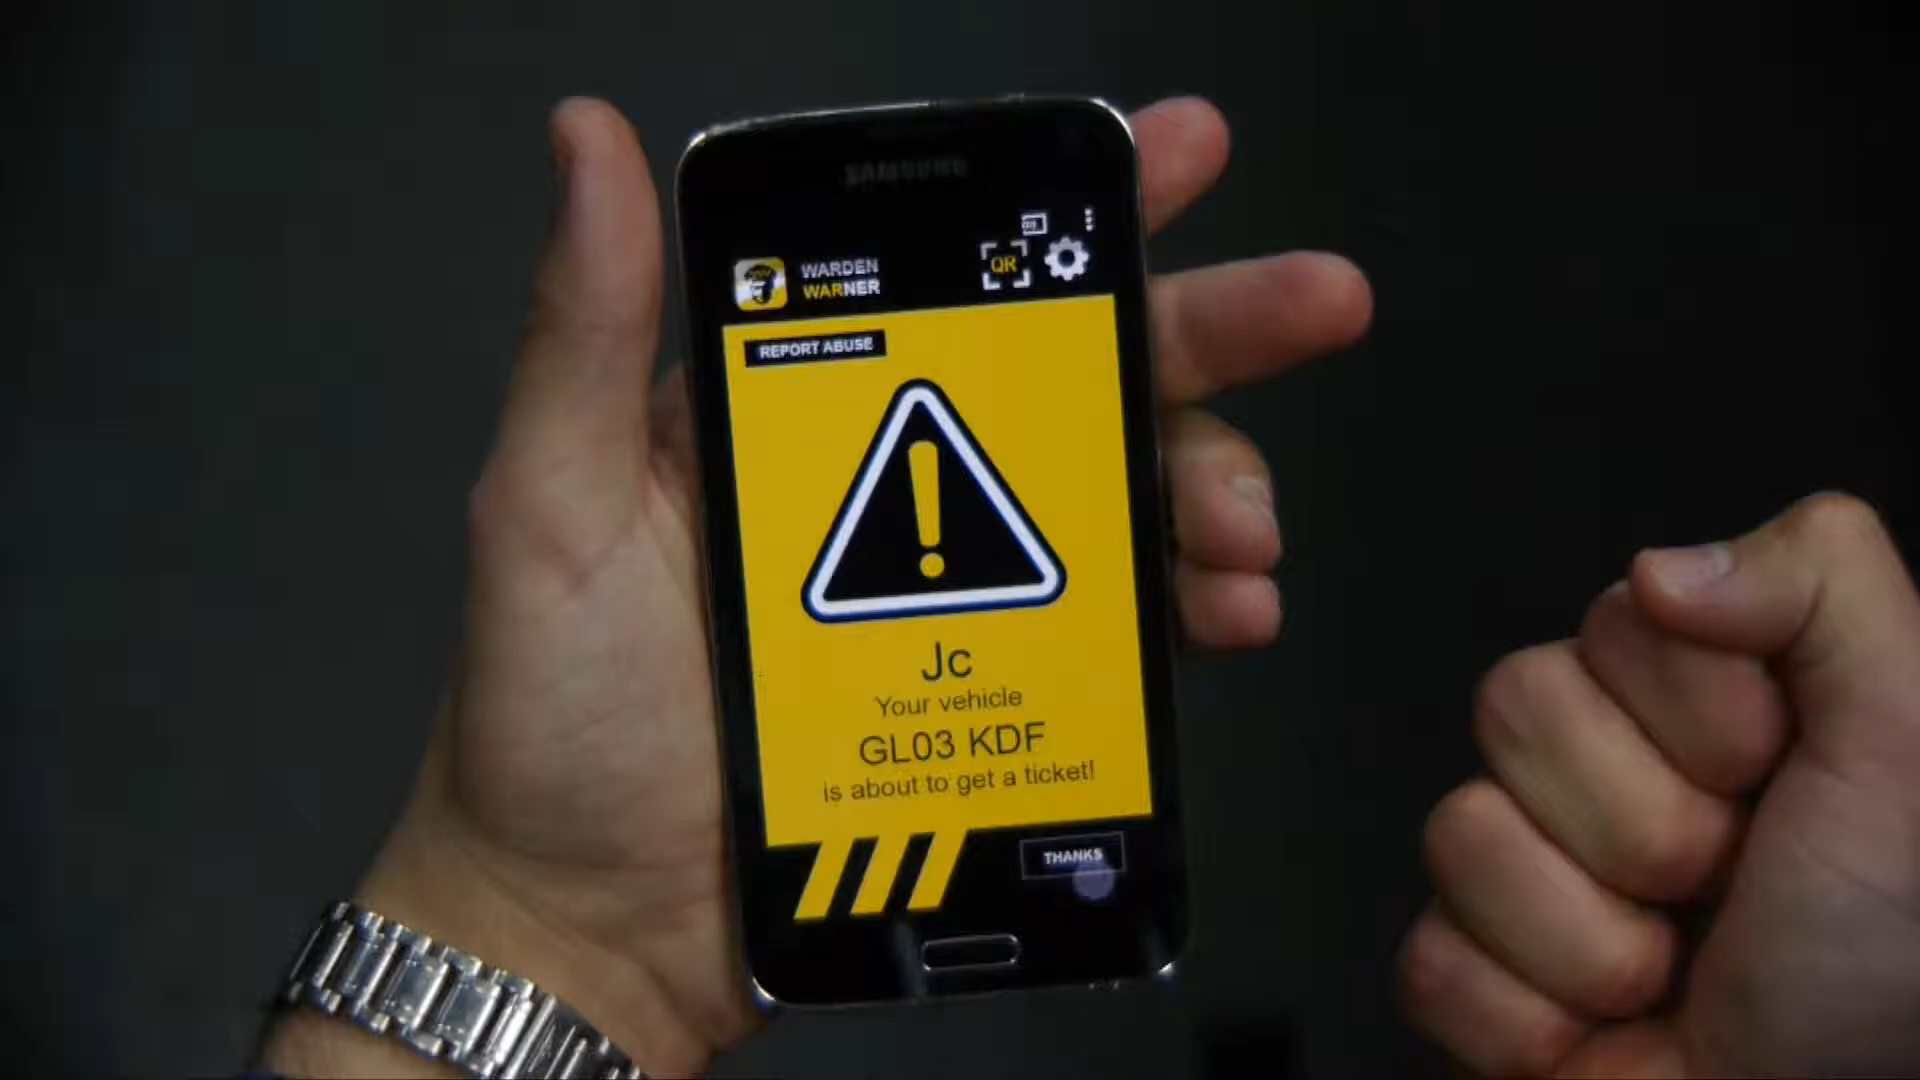 SAMSUNG
WARDEN
WARNER
QR
REPORT ABUSE
Jc
Your vehicle
GL03 KDF
is about to get a ticket!
THANKS